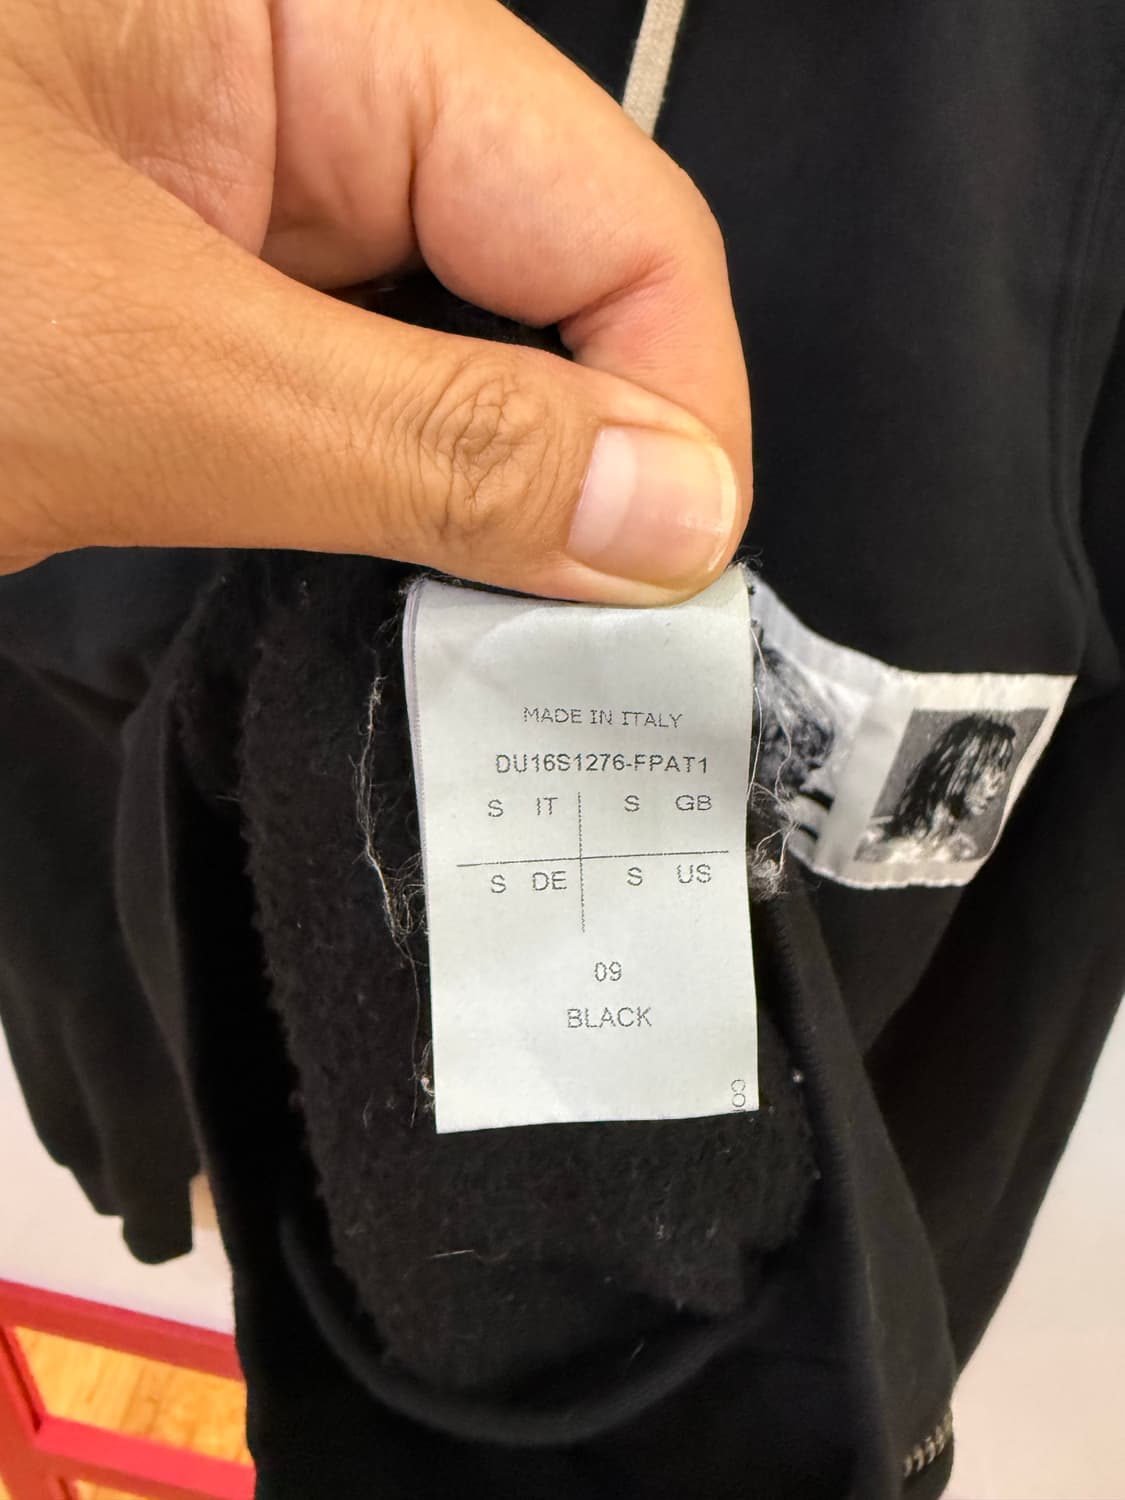 MADE IN ITALY
DU16S1276-FPAT1
S IT S GB
S DE S US
09
BLACK